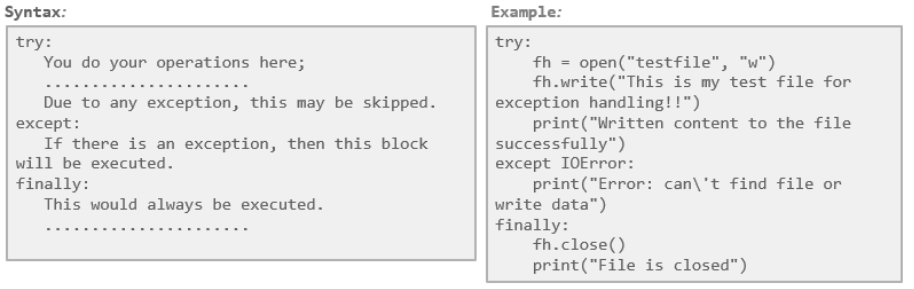 Syntax:
try:
   You do your operations here;
   ......................
   Due to any exception, this may be skipped.
except:
   If there is an exception, then this block
will be executed.
finally:
   This would always be executed.
   ......................
Example:
try:
    fh = open("testfile", "w")
    fh.write("This is my test file for
exception handling!!")
    print("Written content to the file
successfully")
except IOError:
    print("Error: can\'t find file or
write data")
finally:
    fh.close()
    print("File is closed")